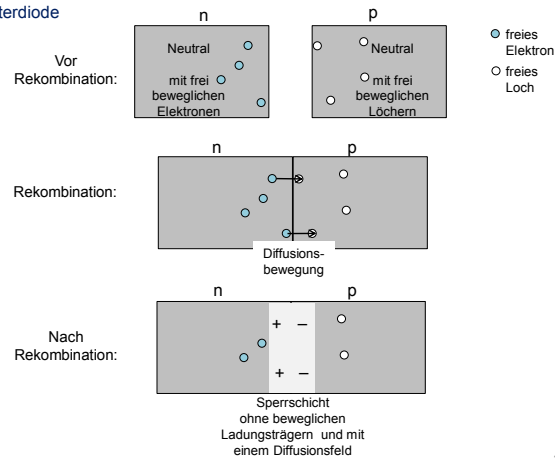 terdiode
n
p
Vor
Rekombination:
Neutral
mit frei
beweglichen
Elektronen
Neutral
mit frei
beweglichen
Löchern
freies
Elektron
freies
Loch
n
p
Rekombination:
Diffusions-
bewegung
n
p
Nach
Rekombination:
+ –
+ –
Sperrschicht
ohne beweglichen
Ladungsträgern und mit
einem Diffusionsfeld